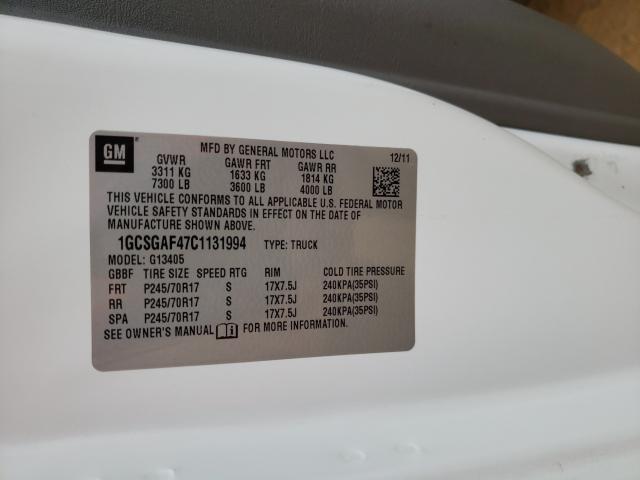 GM
MFD BY GENERAL MOTORS LLC 12/11
GVWR GAWR FRT GAWR RR
3311 KG 1633 KG 1814 KG
7300 LB 3600 LB 4000 LB
THIS VEHICLE CONFORMS TO ALL APPLICABLE U.S. FEDERAL MOTOR
VEHICLE SAFETY STANDARDS IN EFFECT ON THE DATE OF
MANUFACTURE SHOWN ABOVE.
1GCSGAF47C1131994 TYPE: TRUCK
MODEL: G13405
GBBF TIRE SIZE SPEED RTG RIM COLD TIRE PRESSURE
FRT P245/70R17 S 17X7.5J 240KPA(35PSI)
RR P245/70R17 S 17X7.5J 240KPA(35PSI)
SPA P245/70R17 S 17X7.5J 240KPA(35PSI)
SEE OWNER'S MANUAL FOR MORE INFORMATION.